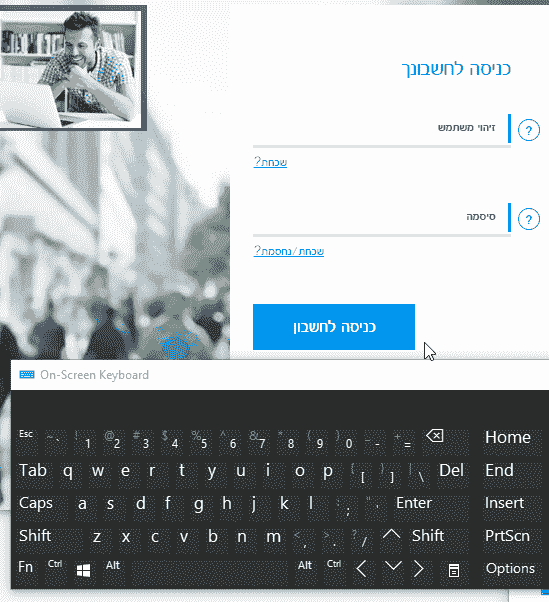 כניסה לחשבונך
זיהוי משתמש
?
שכחת?
סיסמה
?
שכחת/נחסמת?
כניסה לחשבון
On-Screen Keyboard
Esc ~ ` ! 1 @ 2 # 3 $ 4 % 5 ^ 6 & 7 * 8 ( 9 ) 0 _ - + = Home
Tab q w e r t y u i o p { [ } ] | \ Del End
Caps a s d f g h j k l : ; " ' Enter Insert
Shift z x c v b n m < , > . ? / Shift PrtScn
Fn Ctrl Alt Alt Ctrl Options